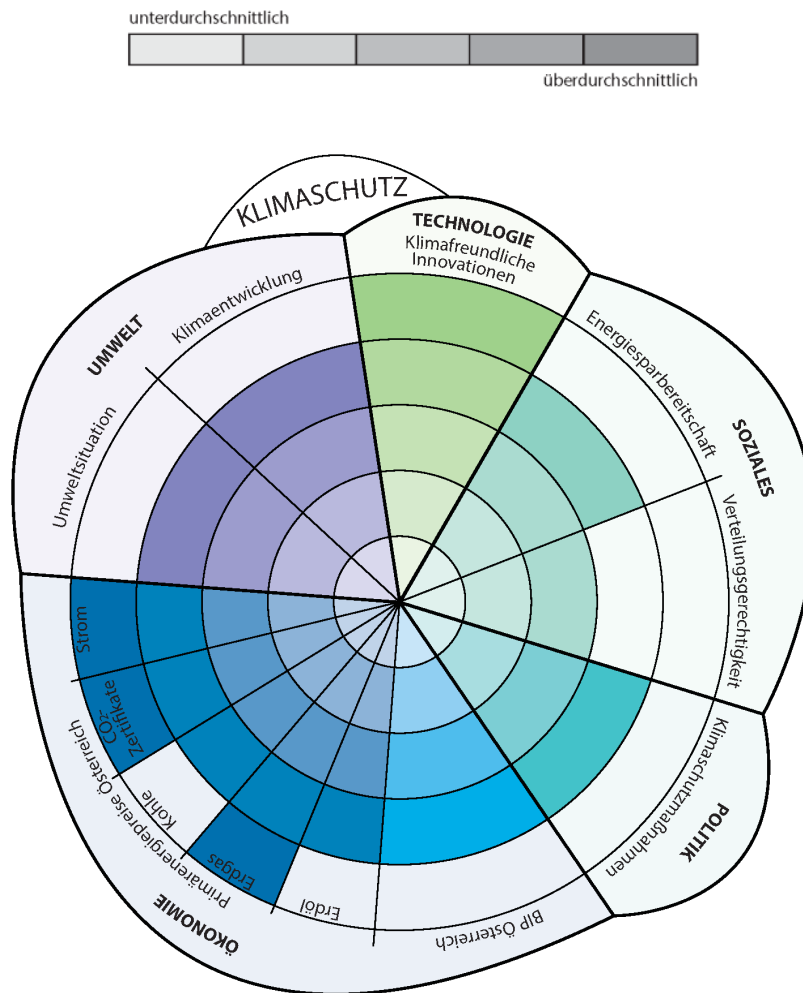 unterdurchschnittlich
überdurchschnittlich
KLIMASCHUTZ
TECHNOLOGIE
Klimafreundliche
Innovationen
UMWELT
Klimaentwicklung
Umweltsituation
Energiesparbereitschaft
SOZIALES
Verteilungsgerechtigkeit
Klimaschutzmaßnahmen
POLITIK
Strom
CO₂-
Zertifikate
Kohle
Erdgas
Erdöl
Primärenergiepreise Österreich
BIP Österreich
ÖKONOMIE